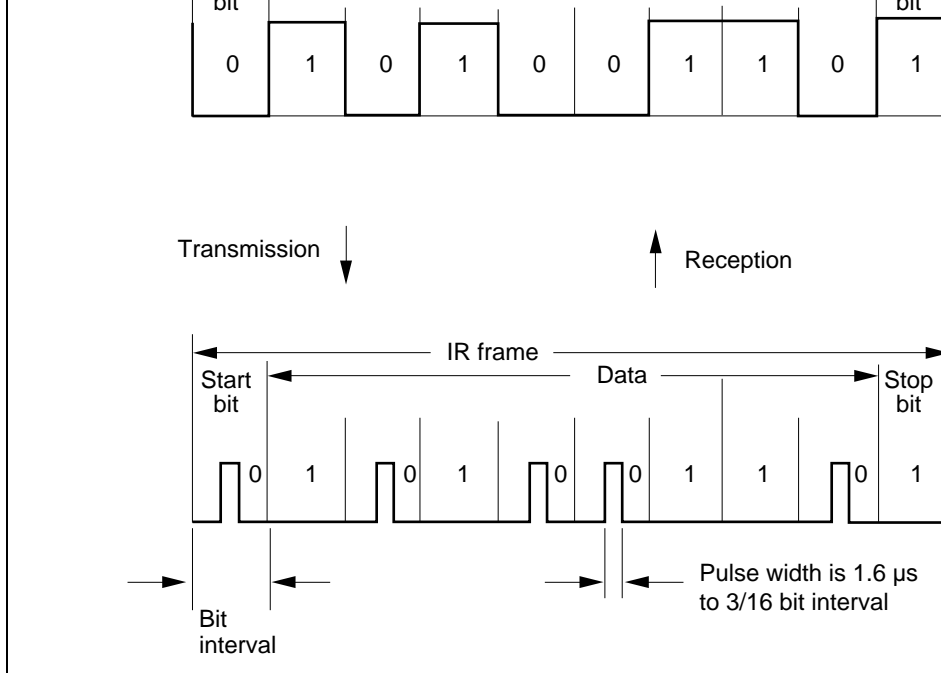 bit bit
0 1 0 1 0 0 1 1 0 1
Transmission
Reception
IR frame
Data
Start
bit
Stop
bit
0 1 0 1 0 0 1 1 0 1
Pulse width is 1.6 µs
to 3/16 bit interval
Bit
interval